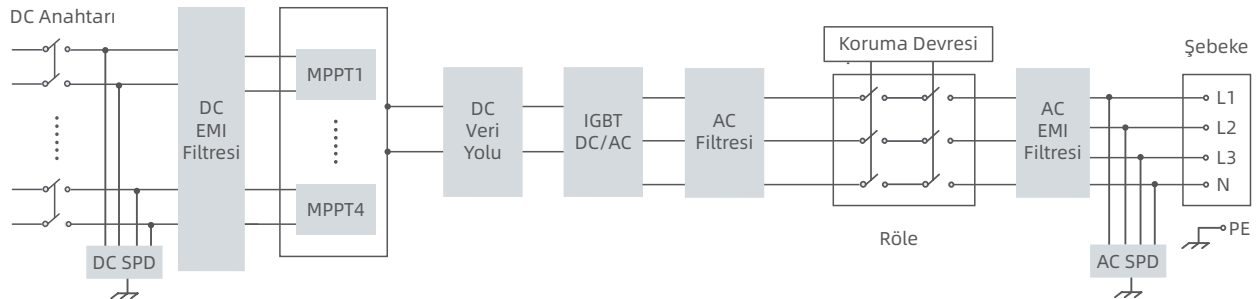 DC Anahtarı
DC SPD
DC
EMI
Filtresi
MPPT1
MPPT4
DC
Veri
Yolu
IGBT
DC/AC
AC
Filtresi
Koruma Devresi
Röle
AC
EMI
Filtresi
AC SPD
Şebeke
L1
L2
L3
N
PE